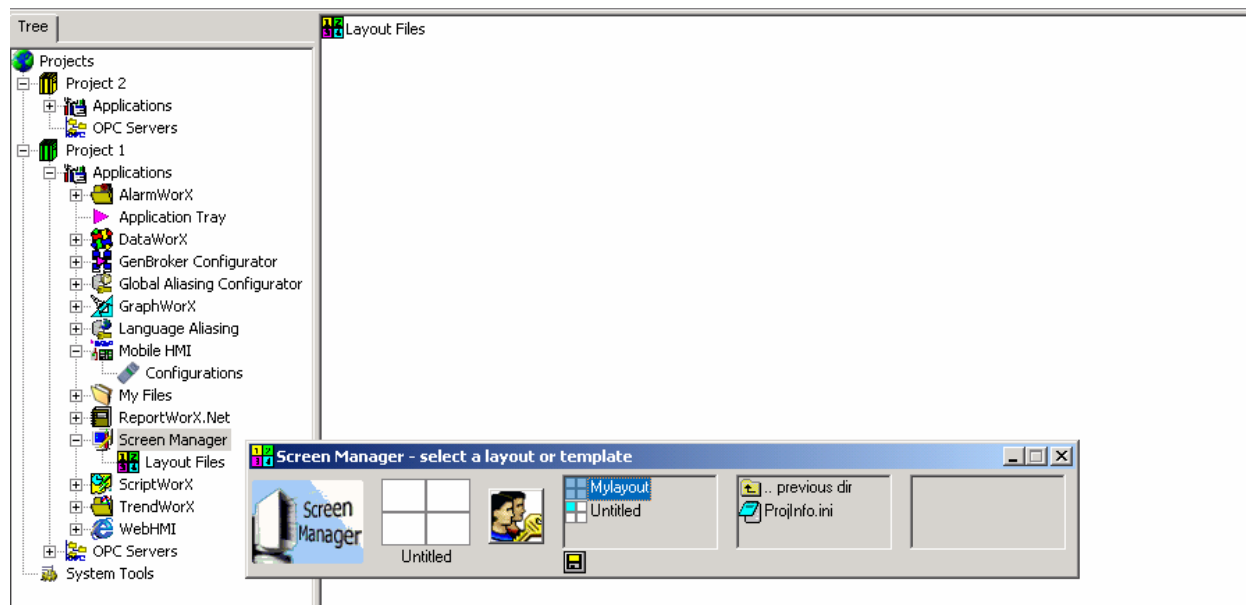 Tree
Layout Files
Projects
Project 2
Applications
OPC Servers
Project 1
Applications
AlarmWorX
Application Tray
DataWorX
GenBroker Configurator
Global Aliasing Configurator
GraphWorX
Language Aliasing
Mobile HMI
Configurations
My Files
ReportWorX.Net
Screen Manager
Layout Files
ScriptWorX
TrendWorX
WebHMI
OPC Servers
System Tools
Screen Manager - select a layout or template
Screen
Manager
Untitled
Mylayout
Untitled
.. previous dir
ProjInfo.ini